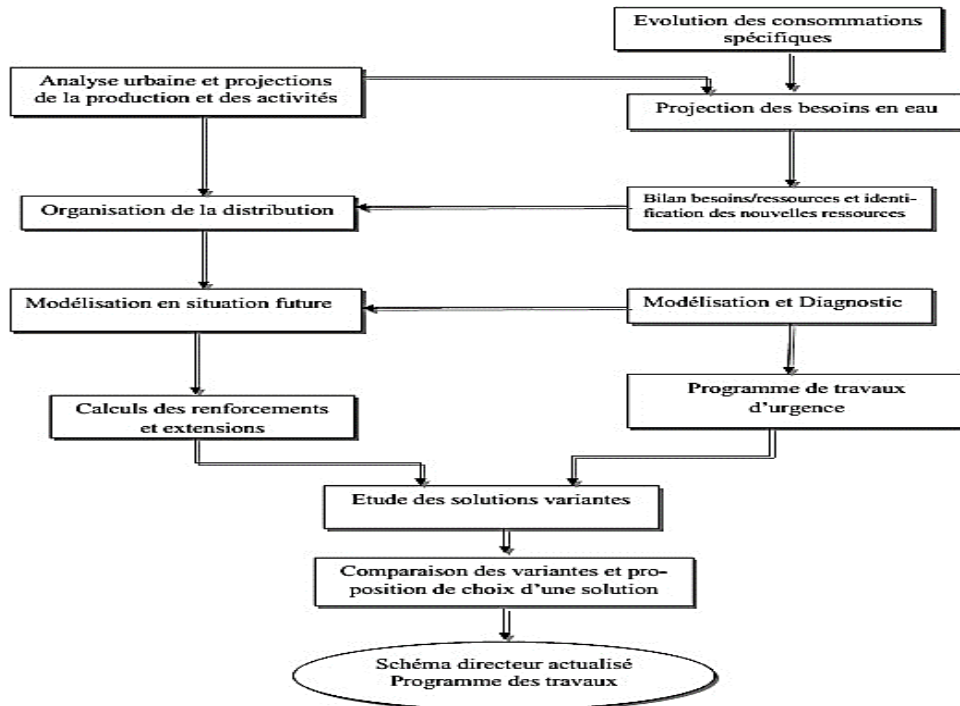 Evolution des consommations
spécifiques
Analyse urbaine et projections
de la production et des activités
Projection des besoins en eau
Organisation de la distribution
Bilan besoins/ressources et identi-
fication des nouvelles ressources
Modélisation en situation future
Modélisation et Diagnostic
Calculs des renforcements
et extensions
Programme de travaux
d’urgence
Etude des solutions variantes
Comparaison des variantes et pro-
position de choix d’une solution
Schéma directeur actualisé
Programme des travaux